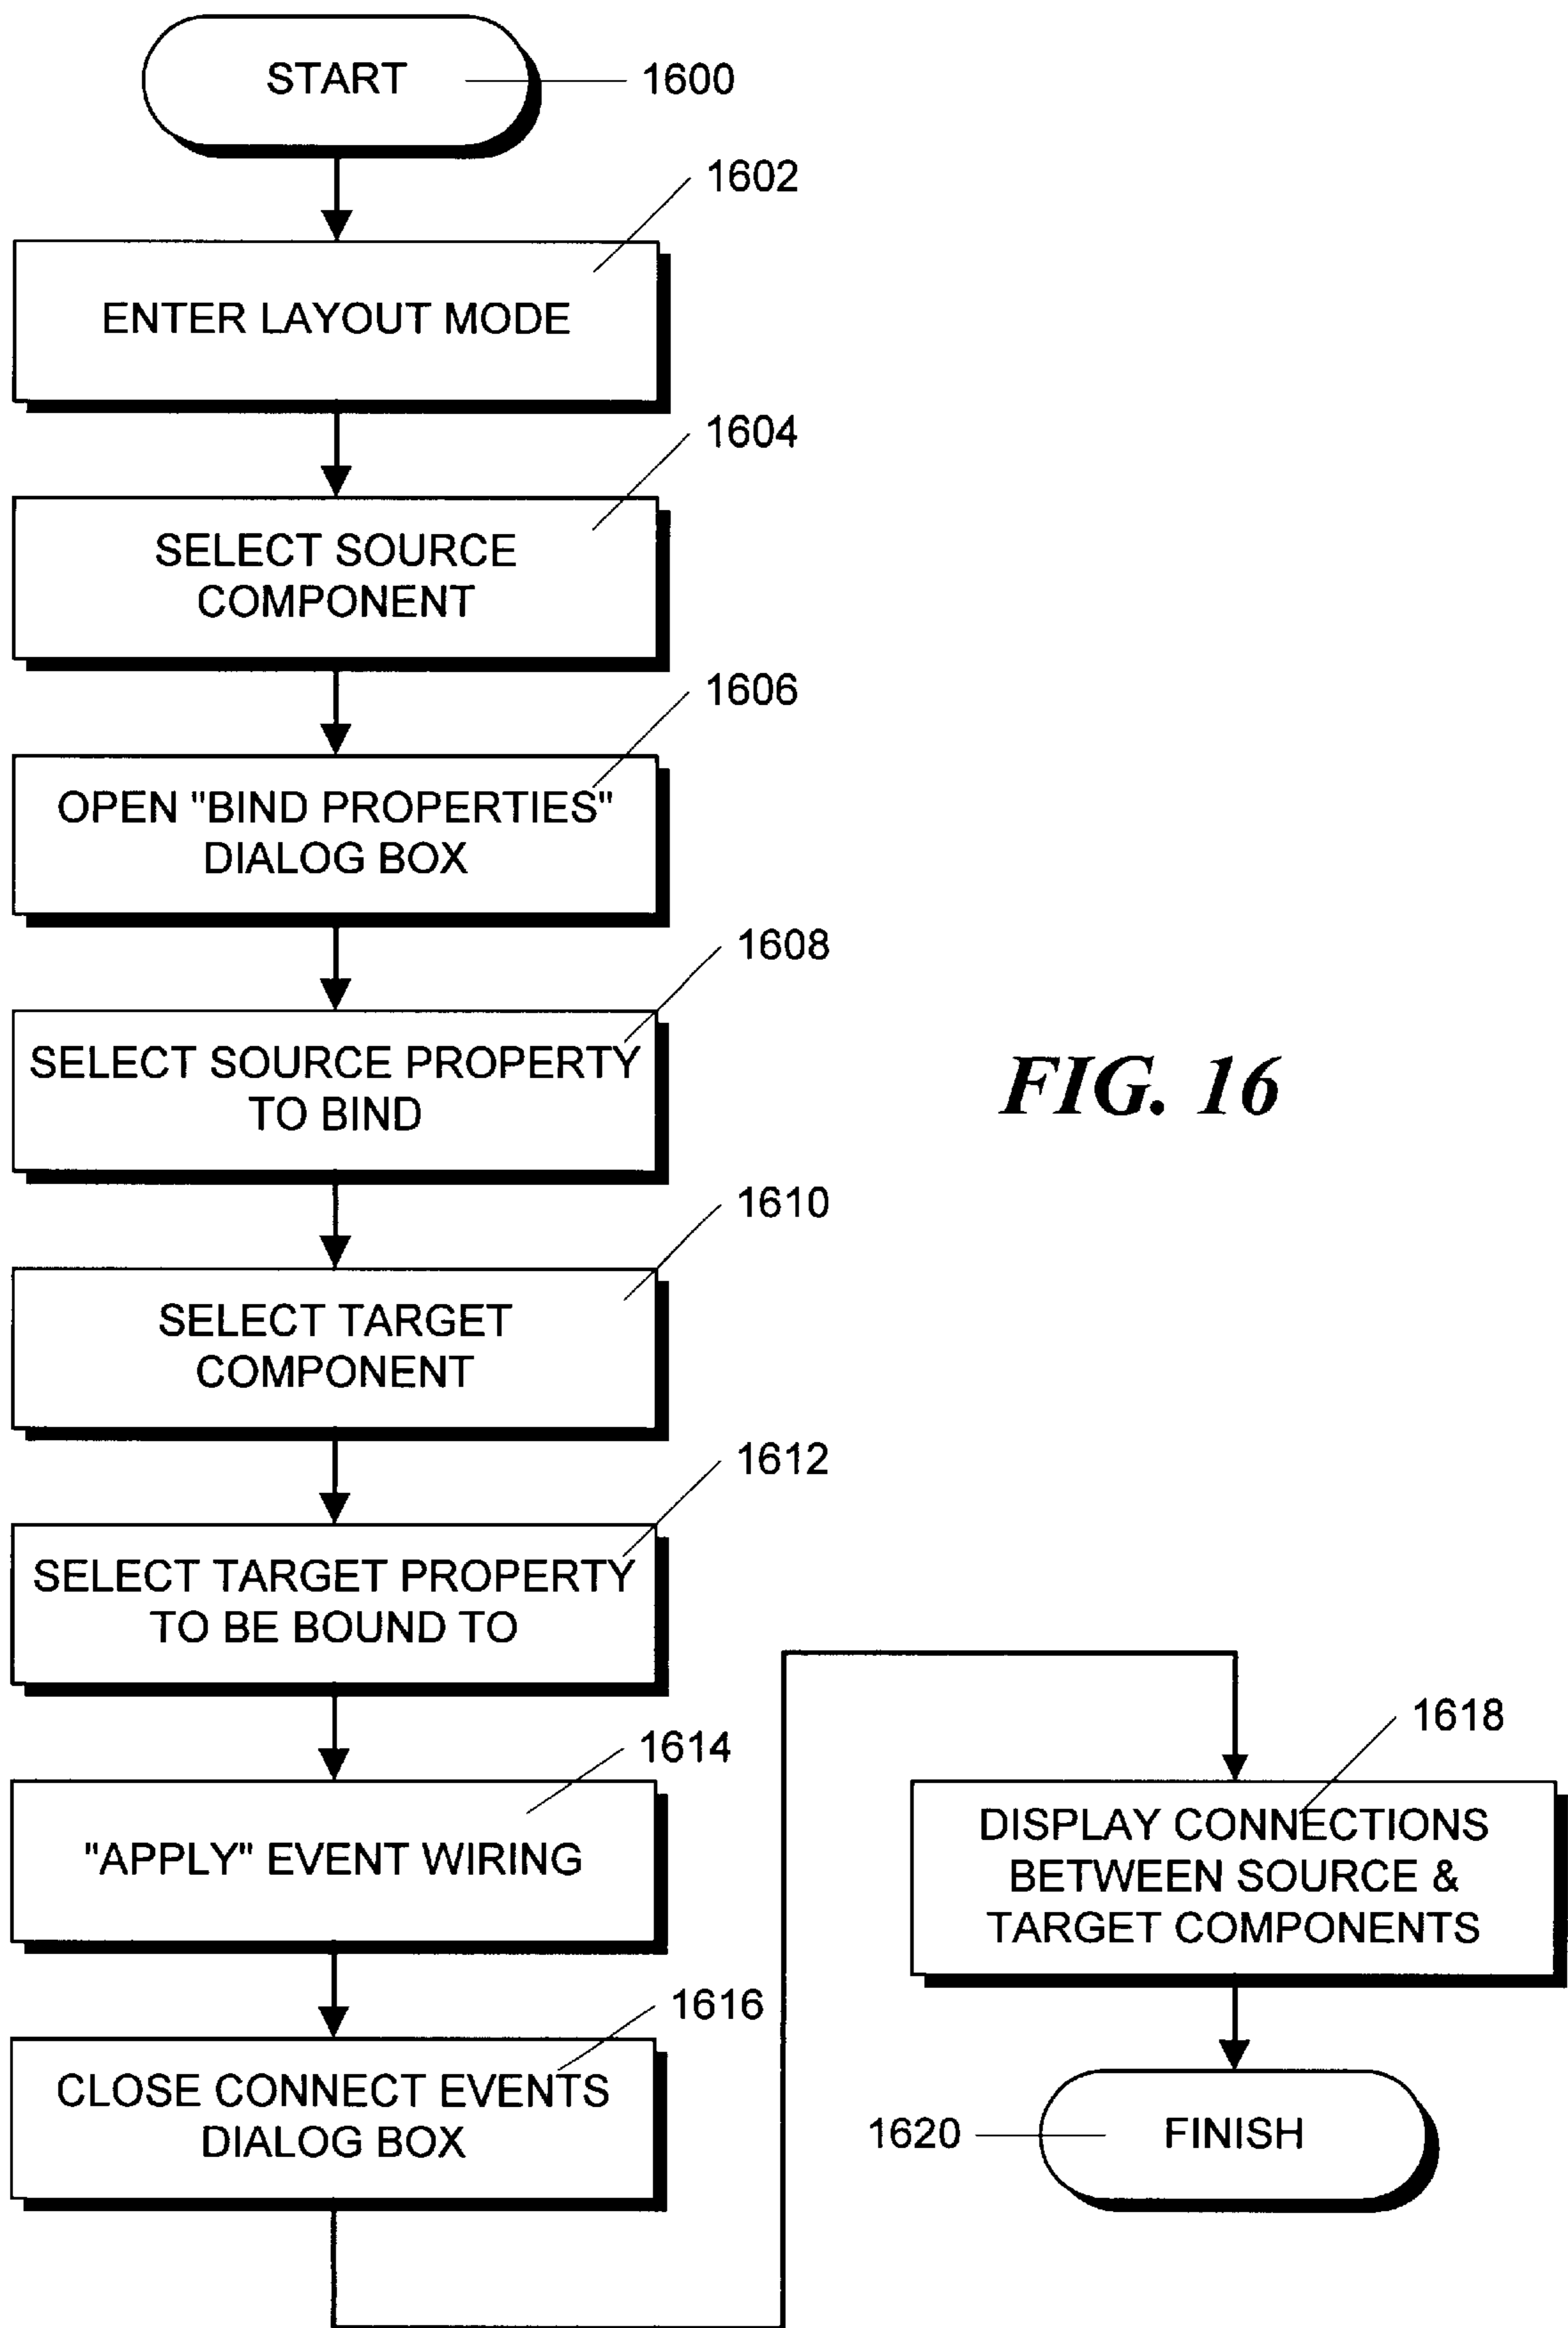 START
1600
1602
ENTER LAYOUT MODE
1604
SELECT SOURCE
COMPONENT
1606
OPEN "BIND PROPERTIES"
DIALOG BOX
1608
SELECT SOURCE PROPERTY
TO BIND
FIG. 16
1610
SELECT TARGET
COMPONENT
1612
SELECT TARGET PROPERTY
TO BE BOUND TO
1614
"APPLY" EVENT WIRING
1616
CLOSE CONNECT EVENTS
DIALOG BOX
1618
DISPLAY CONNECTIONS
BETWEEN SOURCE &
TARGET COMPONENTS
1620
FINISH